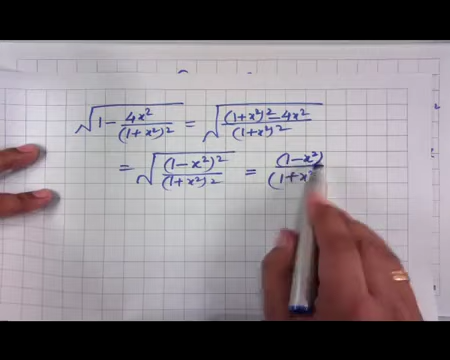 √(1 - 4x²/(1+x²)²) = √(((1+x²)² - 4x²)/(1+x²)²)
= √((1-x²)²/(1+x²)²) = (1-x²)/(1+x²